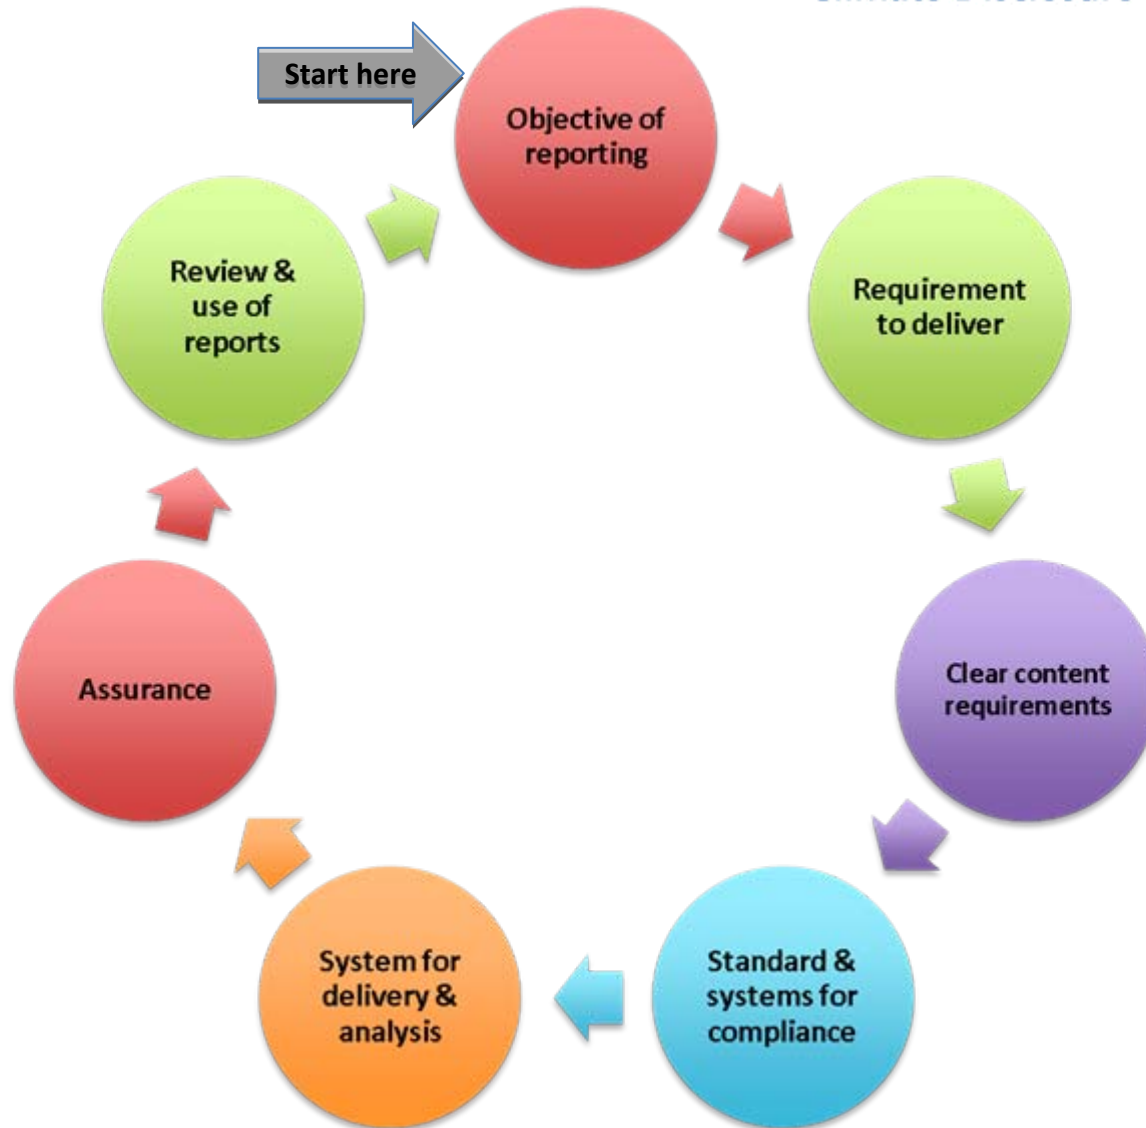 Start here
Objective of
reporting
Requirement
to deliver
Clear content
requirements
Standard &
systems for
compliance
System for
delivery &
analysis
Assurance
Review &
use of
reports